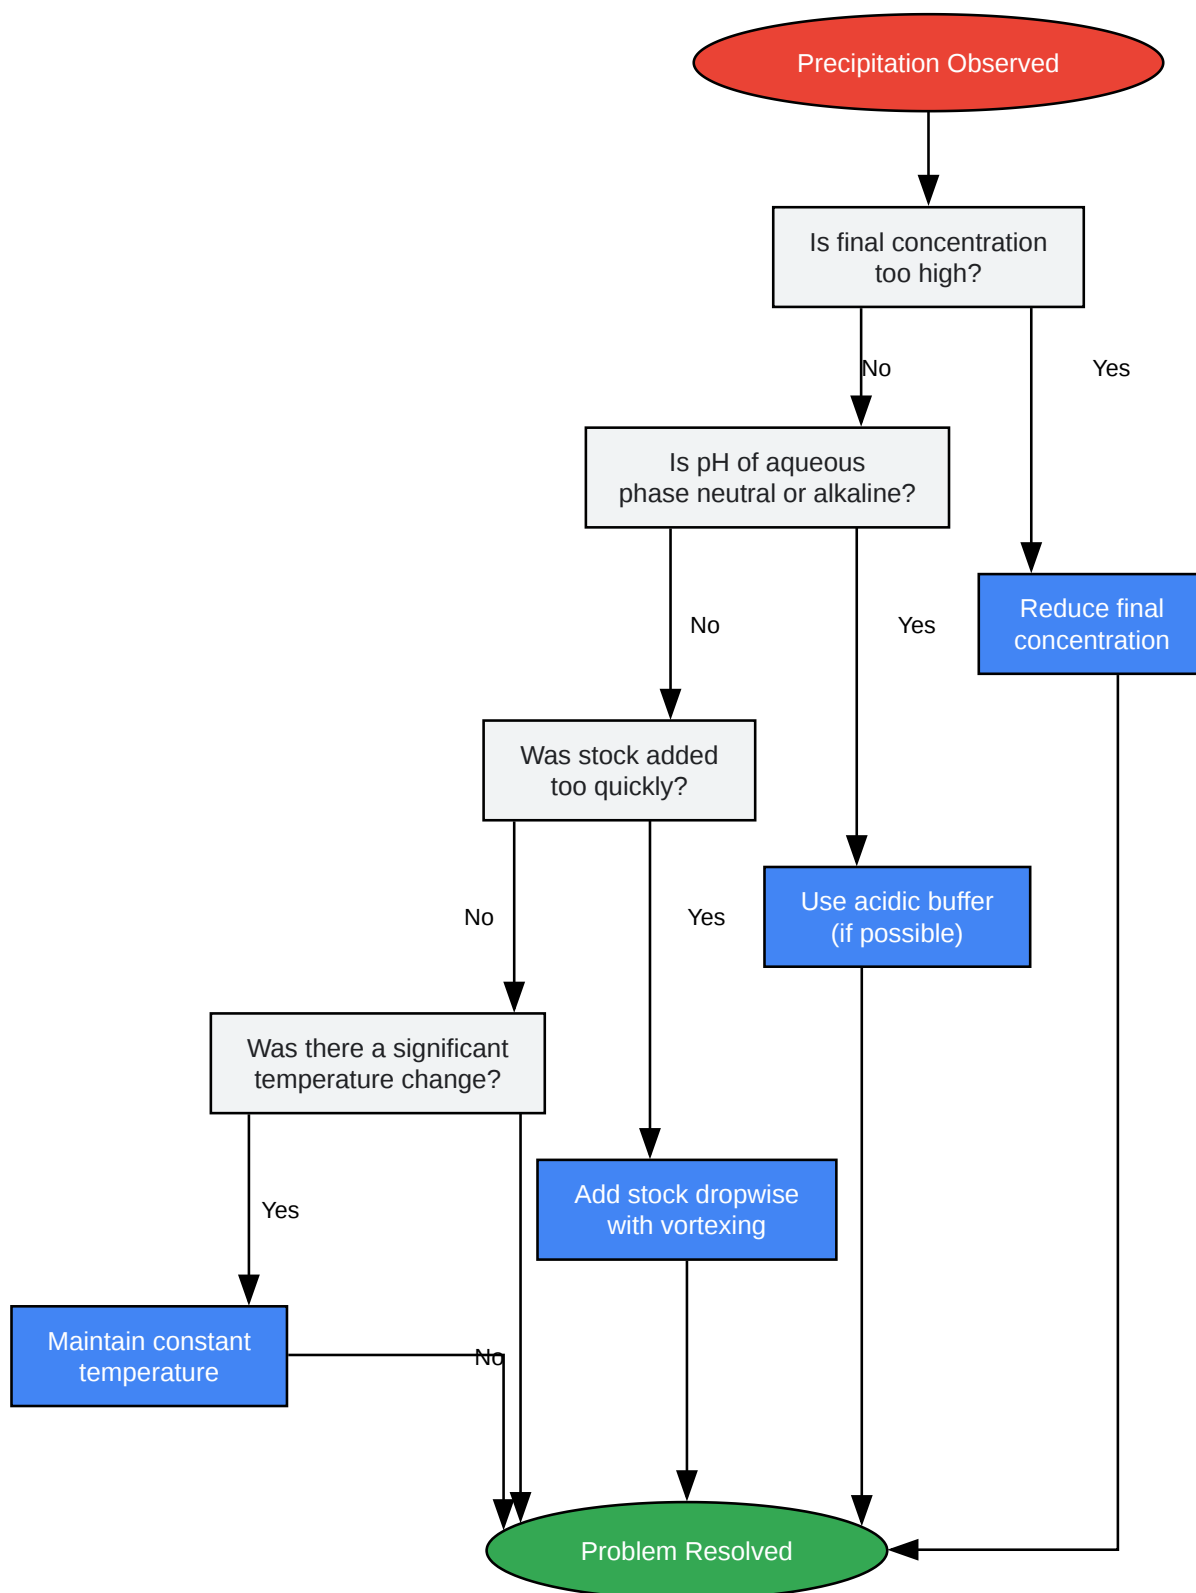 Precipitation Observed
Is final concentration
too high?
No
Yes
Is pH of aqueous
phase neutral or alkaline?
Reduce final
concentration
No
Yes
Was stock added
too quickly?
Use acidic buffer
(if possible)
No
Yes
Was there a significant
temperature change?
Add stock dropwise
with vortexing
Yes
Maintain constant
temperature
No
Problem Resolved